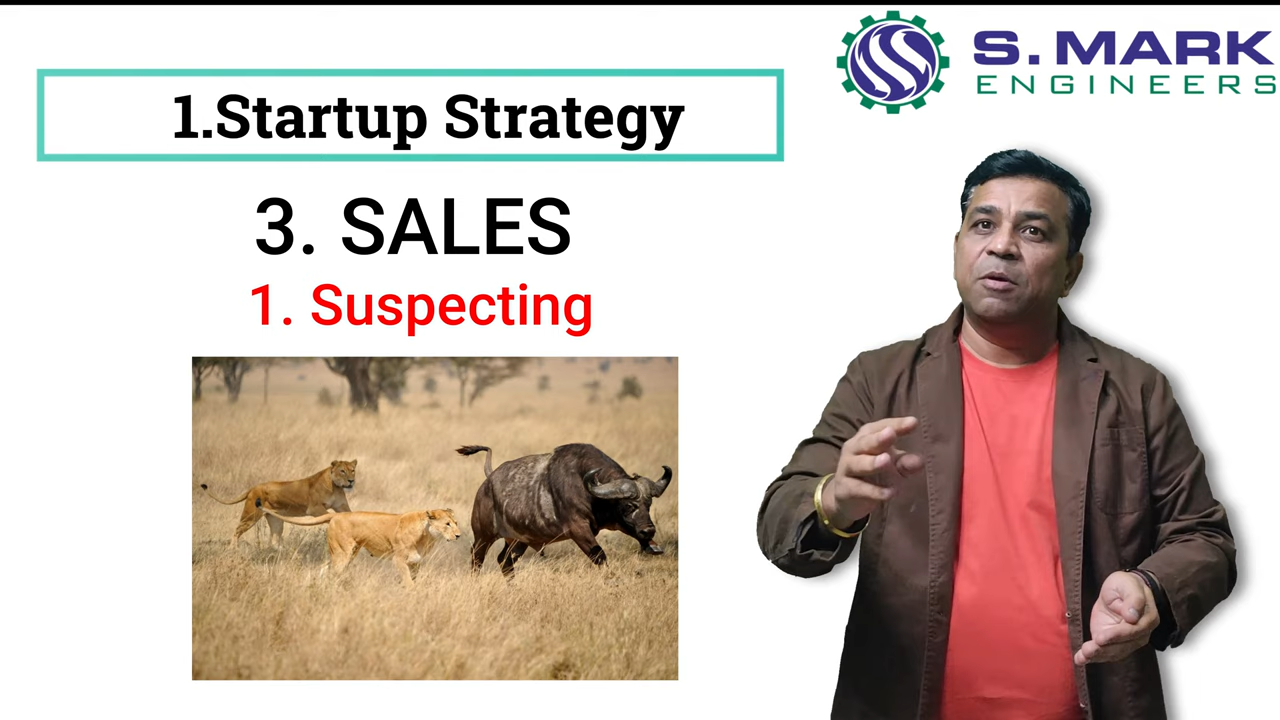 S. MARK
ENGINEERS
1.Startup Strategy
3. SALES
1. Suspecting